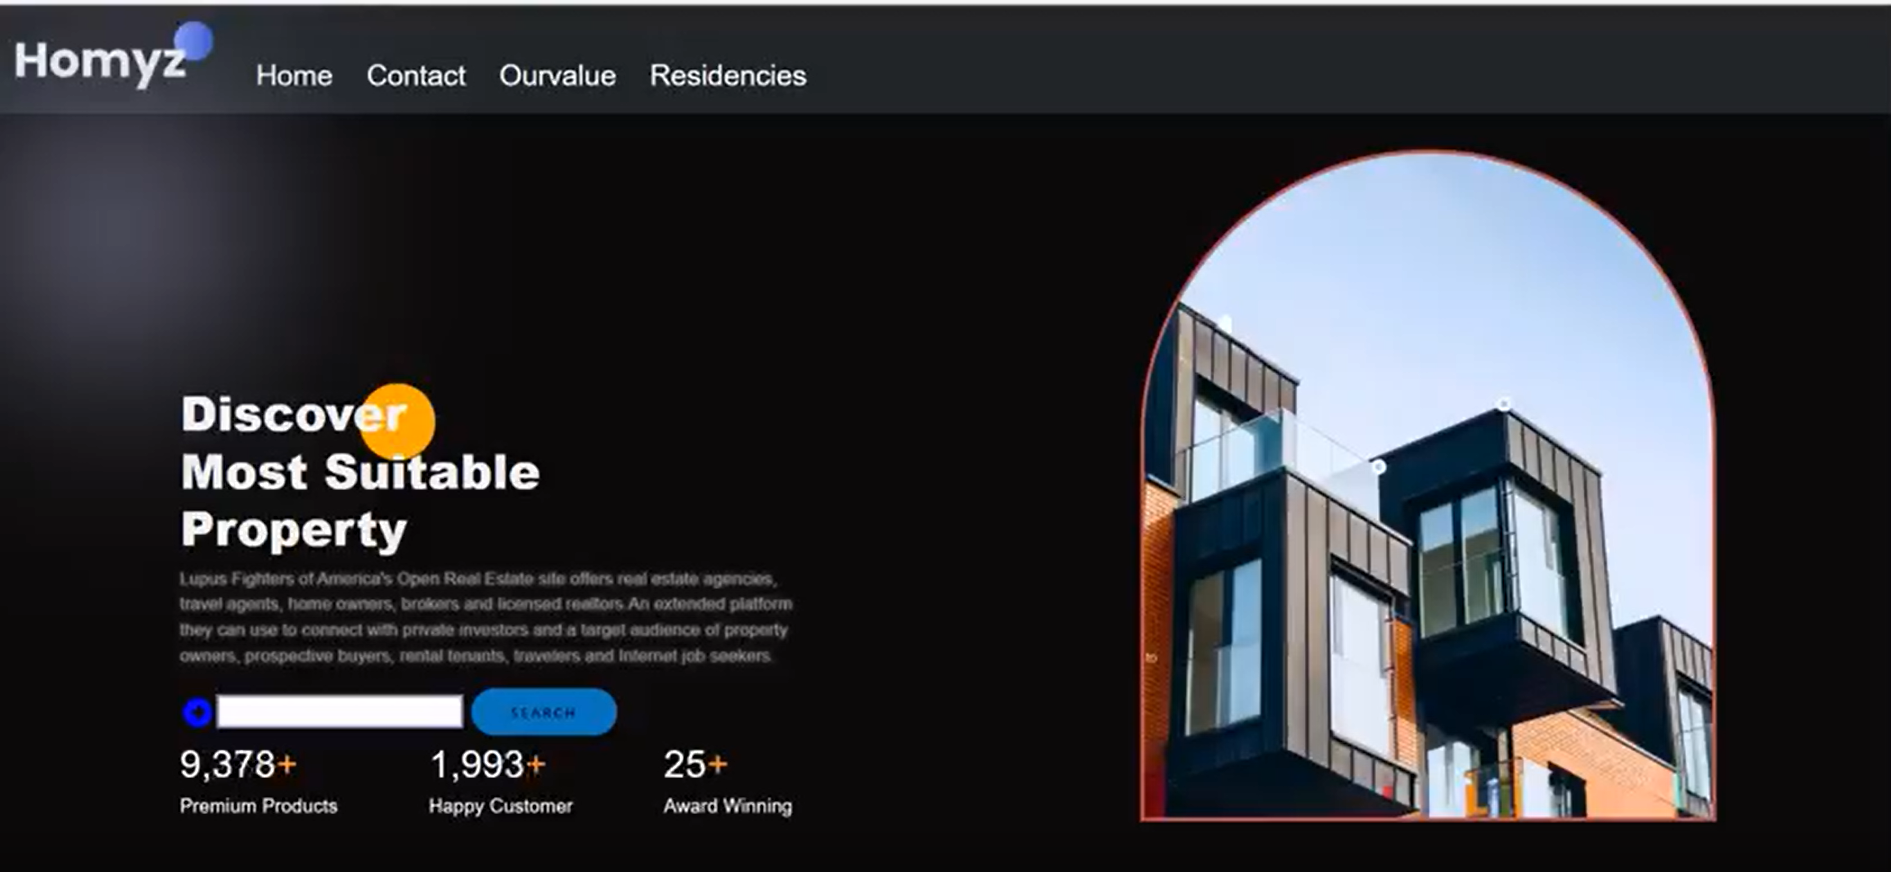 Homyz
Home Contact Ourvalue Residencies
Discover
Most Suitable
Property
Lupus Fighters of America's Open Real Estate site offers real estate agencies,
travel agents, home owners, brokers and licensed realtors.An extended platform
they can use to connect with private investors and a target audience of property
owners, prospective buyers, rental tenants, travelers and Internet job seekers.
SEARCH
9,378+ 1,993+ 25+
Premium Products Happy Customer Award Winning